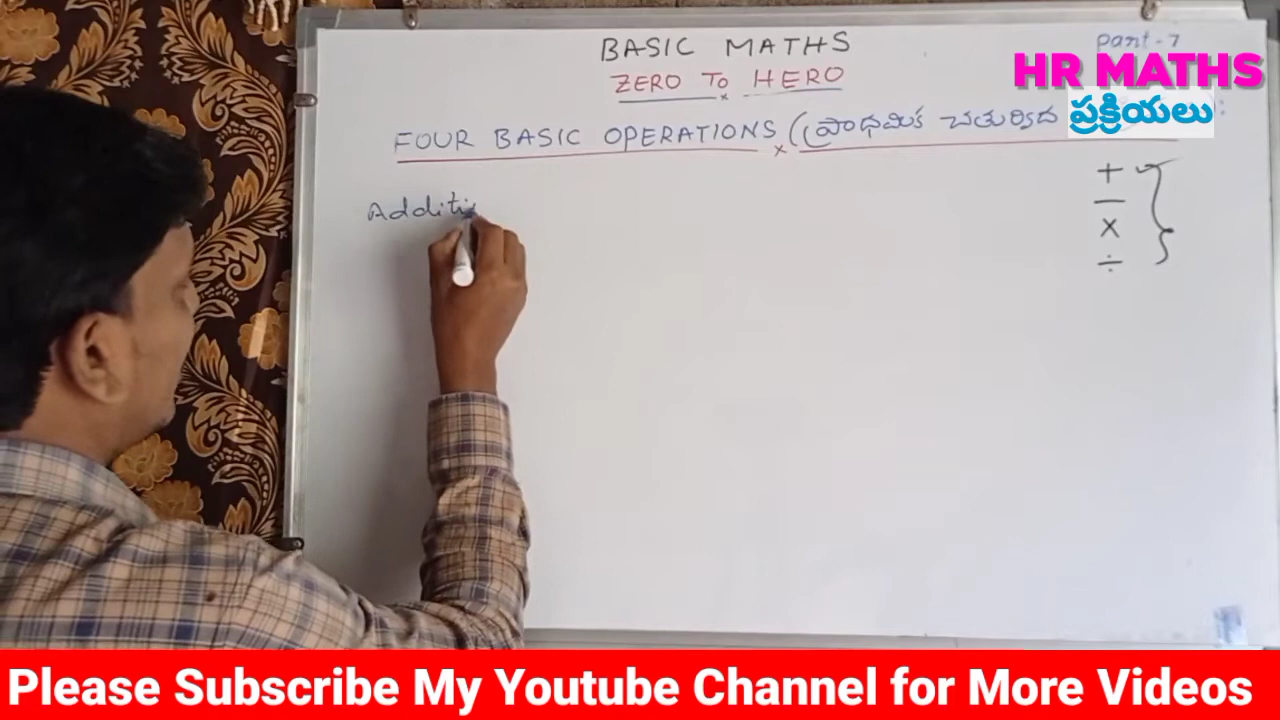 BASIC MATHS
Part-7
HR MATHS
ZERO TO HERO
FOUR BASIC OPERATIONS (ప్రాధమిక చతుర్విద ప్రక్రియలు :
+
-
×
÷
Additi
Please Subscribe My Youtube Channel for More Videos